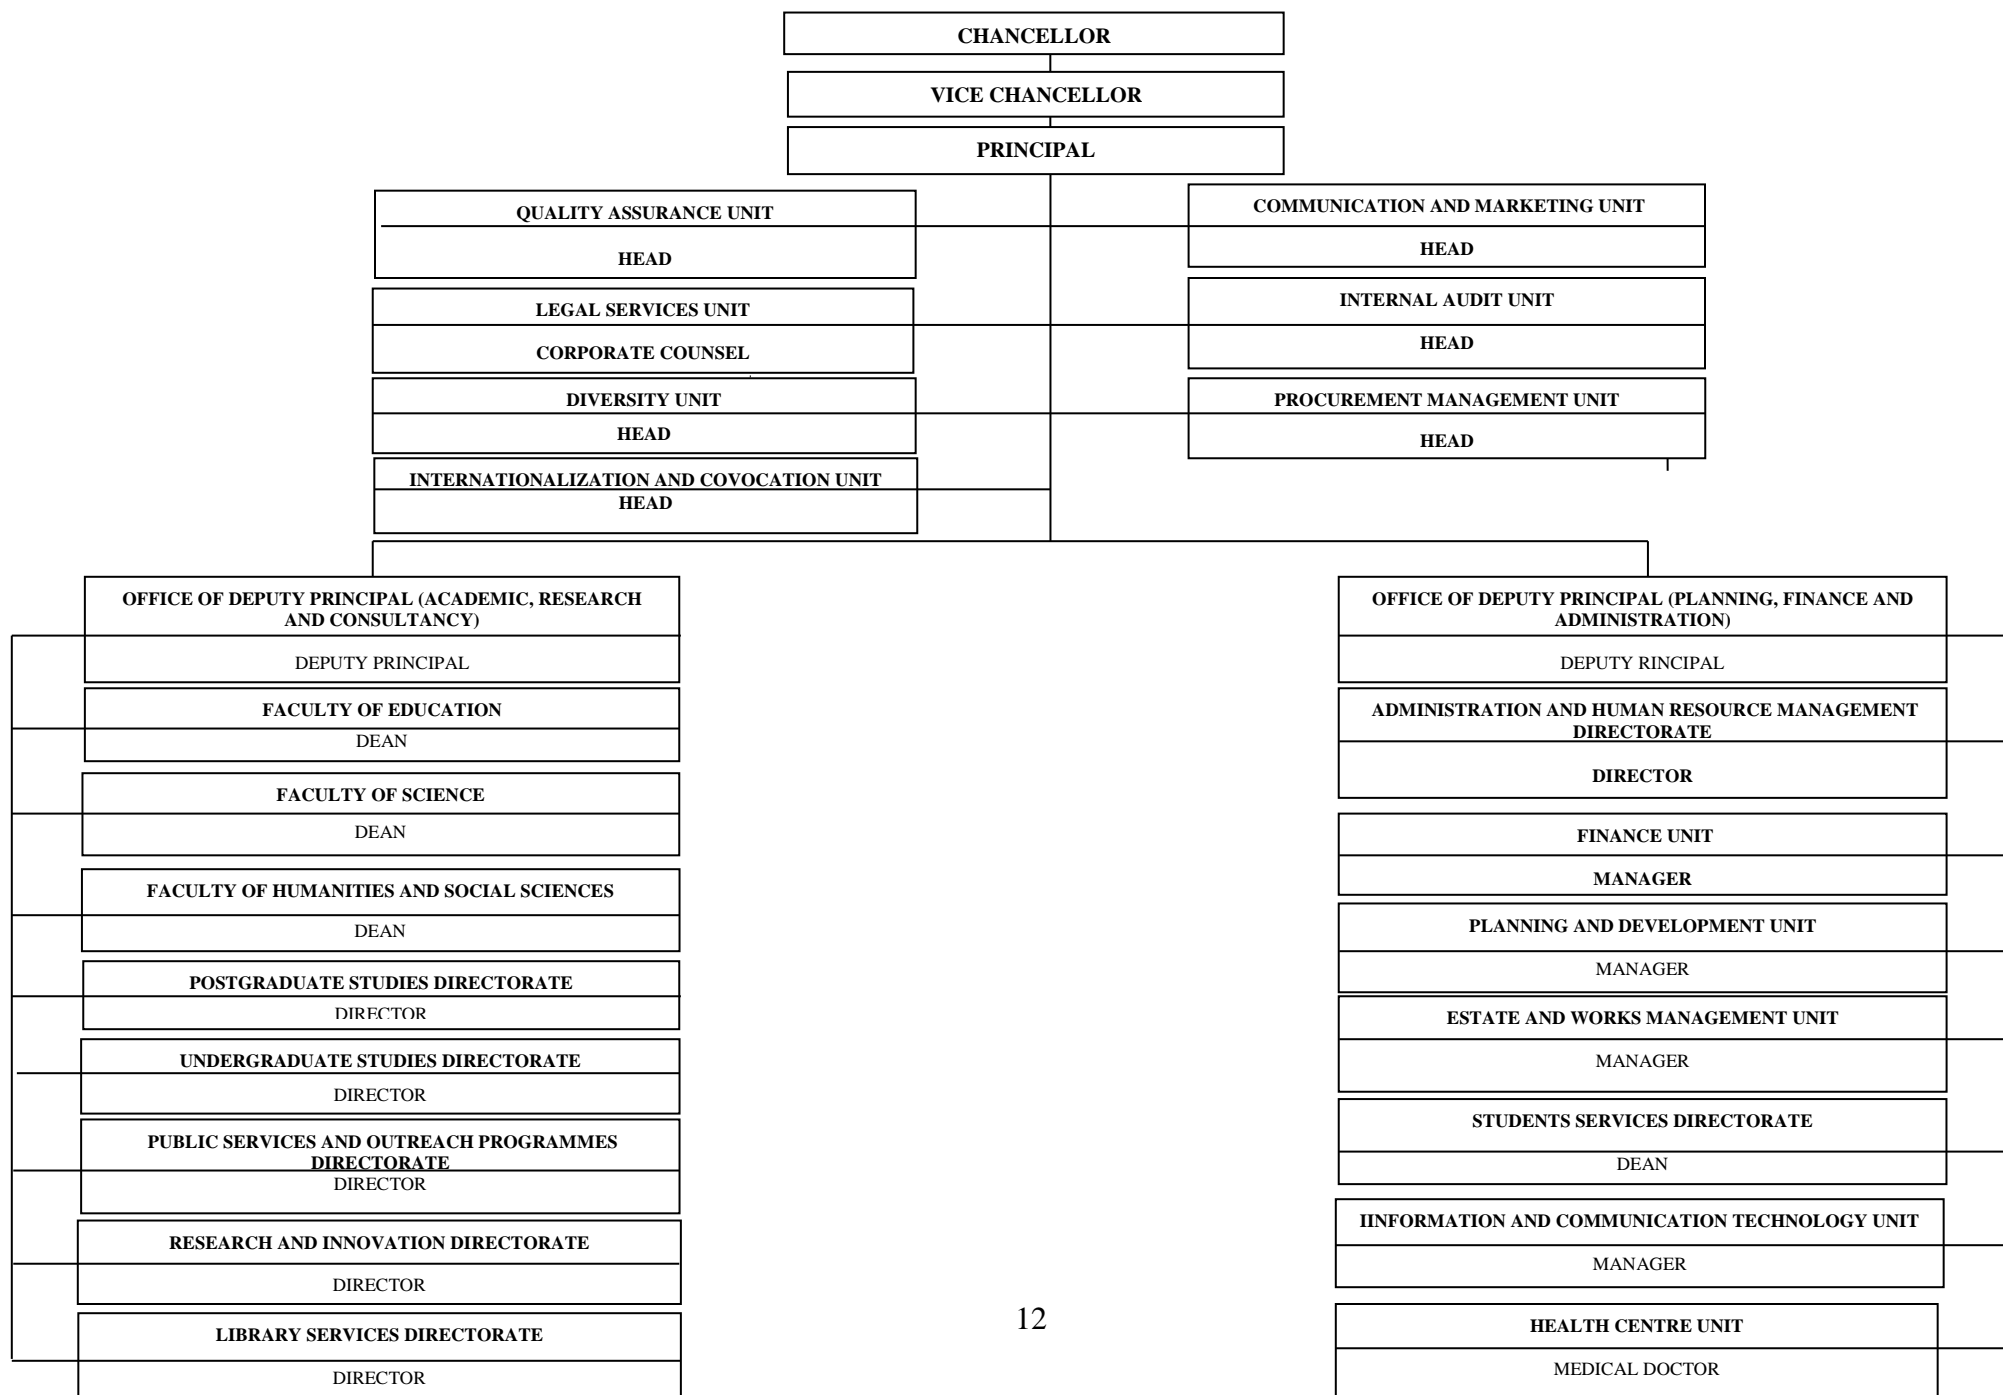 CHANCELLOR
VICE CHANCELLOR
PRINCIPAL
QUALITY ASSURANCE UNIT
HEAD
COMMUNICATION AND MARKETING UNIT
HEAD
LEGAL SERVICES UNIT
CORPORATE COUNSEL
INTERNAL AUDIT UNIT
HEAD
DIVERSITY UNIT
HEAD
PROCUREMENT MANAGEMENT UNIT
HEAD
INTERNATIONALIZATION AND COVOCATION UNIT
HEAD
OFFICE OF DEPUTY PRINCIPAL (ACADEMIC, RESEARCH
AND CONSULTANCY)
DEPUTY PRINCIPAL
FACULTY OF EDUCATION
DEAN
FACULTY OF SCIENCE
DEAN
FACULTY OF HUMANITIES AND SOCIAL SCIENCES
DEAN
POSTGRADUATE STUDIES DIRECTORATE
DIRECTOR
UNDERGRADUATE STUDIES DIRECTORATE
DIRECTOR
PUBLIC SERVICES AND OUTREACH PROGRAMMES
DIRECTORATE
DIRECTOR
RESEARCH AND INNOVATION DIRECTORATE
DIRECTOR
LIBRARY SERVICES DIRECTORATE
DIRECTOR
OFFICE OF DEPUTY PRINCIPAL (PLANNING, FINANCE AND
ADMINISTRATION)
DEPUTY RINCIPAL
ADMINISTRATION AND HUMAN RESOURCE MANAGEMENT
DIRECTORATE
DIRECTOR
FINANCE UNIT
MANAGER
PLANNING AND DEVELOPMENT UNIT
MANAGER
ESTATE AND WORKS MANAGEMENT UNIT
MANAGER
STUDENTS SERVICES DIRECTORATE
DEAN
IINFORMATION AND COMMUNICATION TECHNOLOGY UNIT
MANAGER
HEALTH CENTRE UNIT
MEDICAL DOCTOR
12